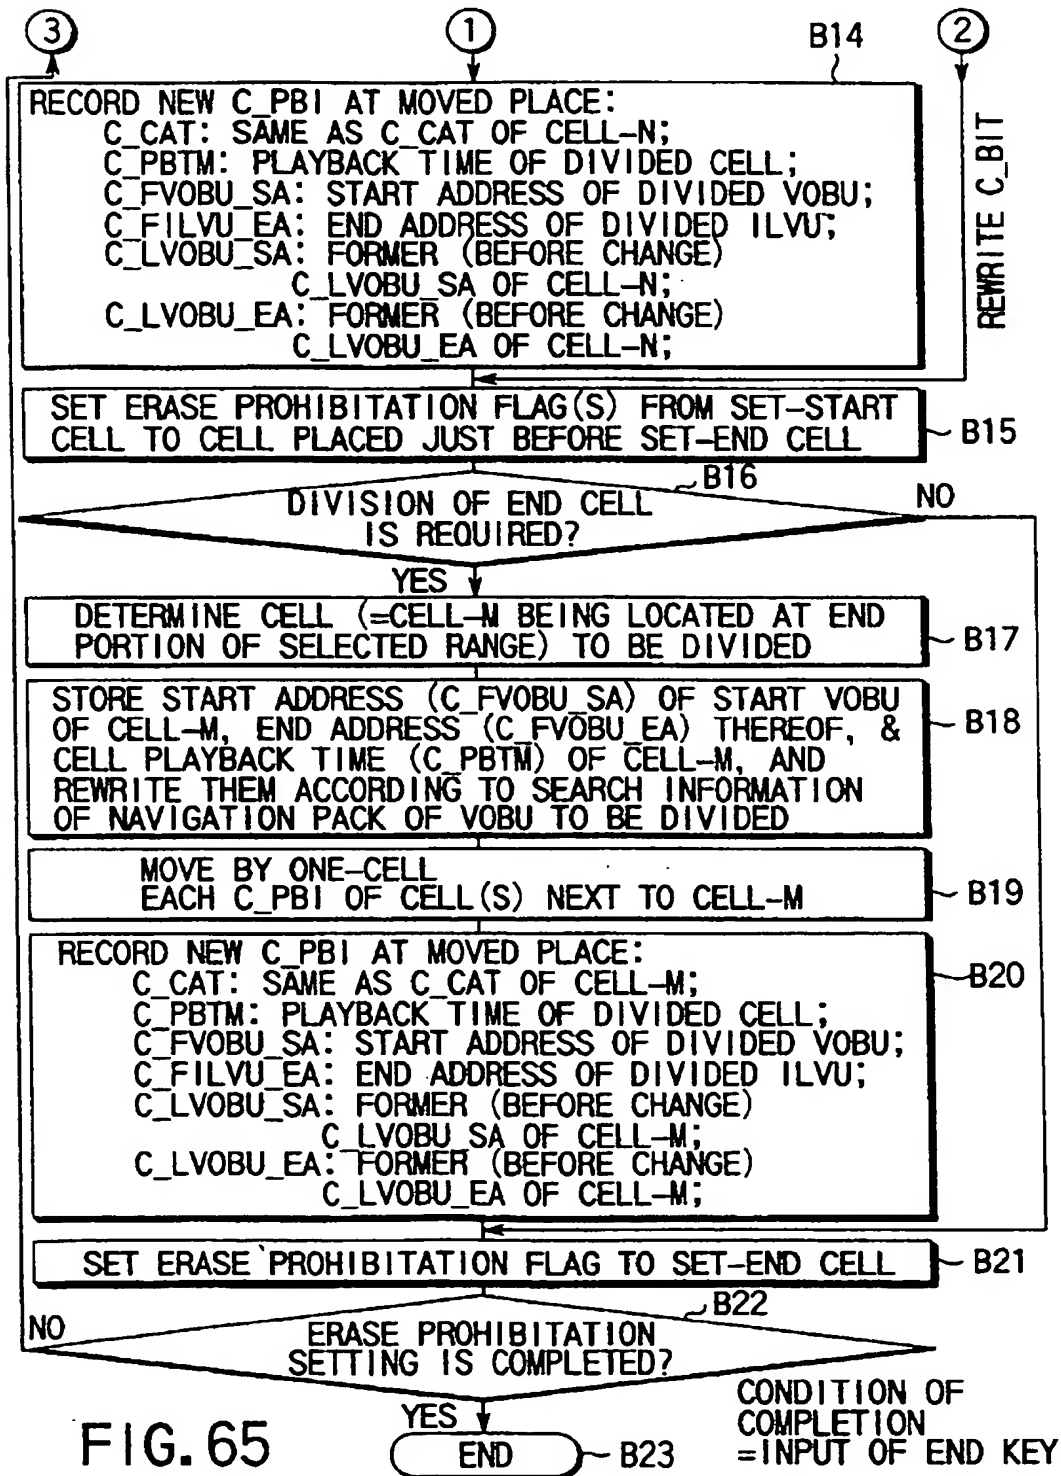 3
1
B14
2
RECORD NEW C_PBI AT MOVED PLACE:
C_CAT: SAME AS C_CAT OF CELL-N;
C_PBTM: PLAYBACK TIME OF DIVIDED CELL;
C_FVOBU_SA: START ADDRESS OF DIVIDED VOBU;
C_FILVU_EA: END ADDRESS OF DIVIDED ILVU;
C_LVOBU_SA: FORMER (BEFORE CHANGE)
C_LVOBU_SA OF CELL-N;
C_LVOBU_EA: FORMER (BEFORE CHANGE)
C_LVOBU_EA OF CELL-N;
REWRITE C_BIT
SET ERASE PROHIBITATION FLAG(S) FROM SET-START
CELL TO CELL PLACED JUST BEFORE SET-END CELL
B15
B16
DIVISION OF END CELL
IS REQUIRED?
NO
YES
DETERMINE CELL (=CELL-M BEING LOCATED AT END
PORTION OF SELECTED RANGE) TO BE DIVIDED
B17
STORE START ADDRESS (C_FVOBU_SA) OF START VOBU
OF CELL-M, END ADDRESS (C_FVOBU_EA) THEREOF, &
CELL PLAYBACK TIME (C_PBTM) OF CELL-M, AND
REWRITE THEM ACCORDING TO SEARCH INFORMATION
OF NAVIGATION PACK OF VOBU TO BE DIVIDED
B18
MOVE BY ONE-CELL
EACH C_PBI OF CELL(S) NEXT TO CELL-M
B19
RECORD NEW C_PBI AT MOVED PLACE:
C_CAT: SAME AS C_CAT OF CELL-M;
C_PBTM: PLAYBACK TIME OF DIVIDED CELL;
C_FVOBU_SA: START ADDRESS OF DIVIDED VOBU;
C_FILVU_EA: END ADDRESS OF DIVIDED ILVU;
C_LVOBU_SA: FORMER (BEFORE CHANGE)
C_LVOBU_SA OF CELL-M;
C_LVOBU_EA: FORMER (BEFORE CHANGE)
C_LVOBU_EA OF CELL-M;
B20
SET ERASE PROHIBITATION FLAG TO SET-END CELL
B21
B22
NO
ERASE PROHIBITATION
SETTING IS COMPLETED?
YES
END
B23
CONDITION OF
COMPLETION
=INPUT OF END KEY
FIG. 65